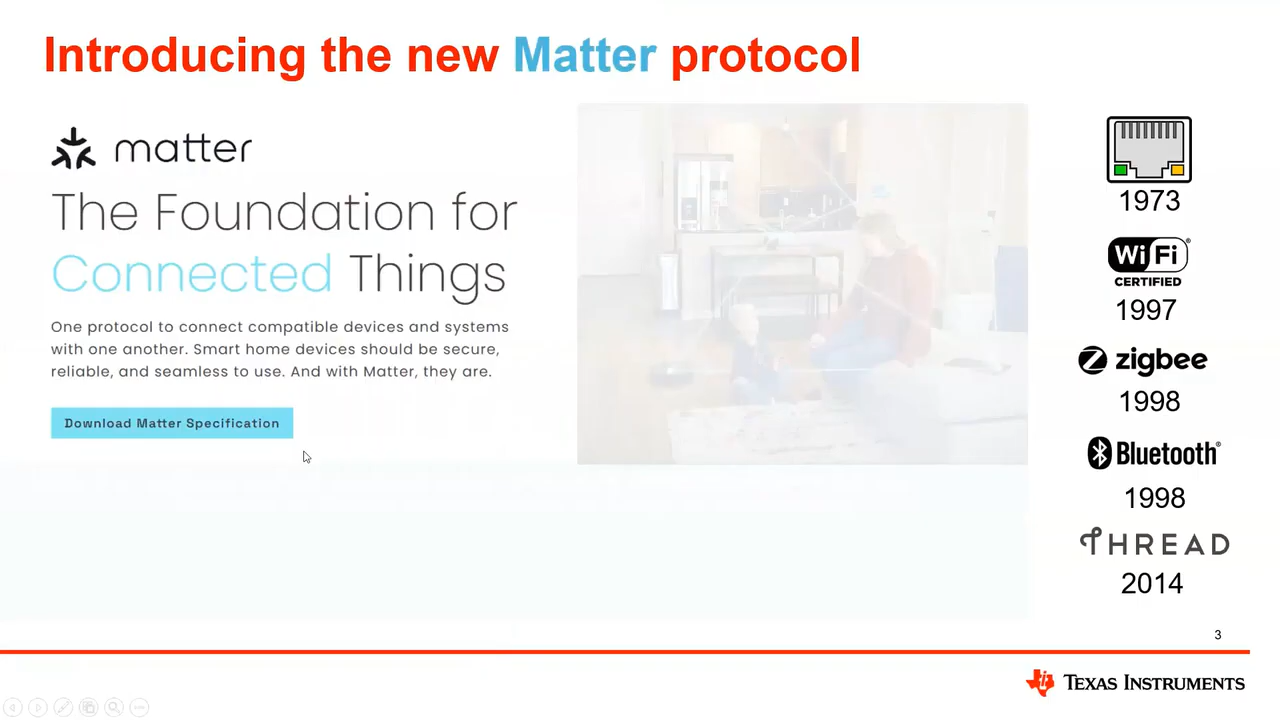 Introducing the new Matter protocol
matter
The Foundation for
Connected Things
One protocol to connect compatible devices and systems
with one another. Smart home devices should be secure,
reliable, and seamless to use. And with Matter, they are.
Download Matter Specification
1973
Wi Fi
CERTIFIED
1997
zigbee
1998
Bluetooth
1998
THREAD
2014
3
TEXAS INSTRUMENTS